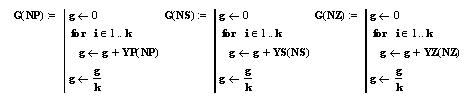 G(NP) := g ← 0 G(NS) := g ← 0 G(NZ) := g ← 0
for i ∈ 1.. k for i ∈ 1.. k for i ∈ 1.. k
g ← g + YP(NP) g ← g + YS(NS) g ← g + YZ(NZ)
g ← g/k g ← g/k g ← g/k